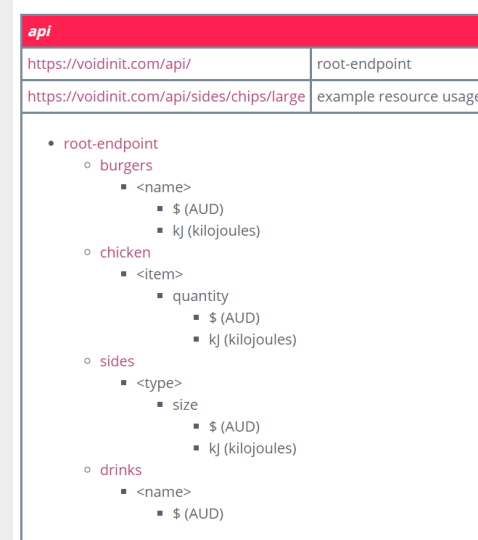 api
https://voidinit.com/api/ root-endpoint
https://voidinit.com/api/sides/chips/large example resource usage
root-endpoint
burgers
<name>
$ (AUD)
kJ (kilojoules)
chicken
<item>
quantity
$ (AUD)
kJ (kilojoules)
sides
<type>
size
$ (AUD)
kJ (kilojoules)
drinks
<name>
$ (AUD)